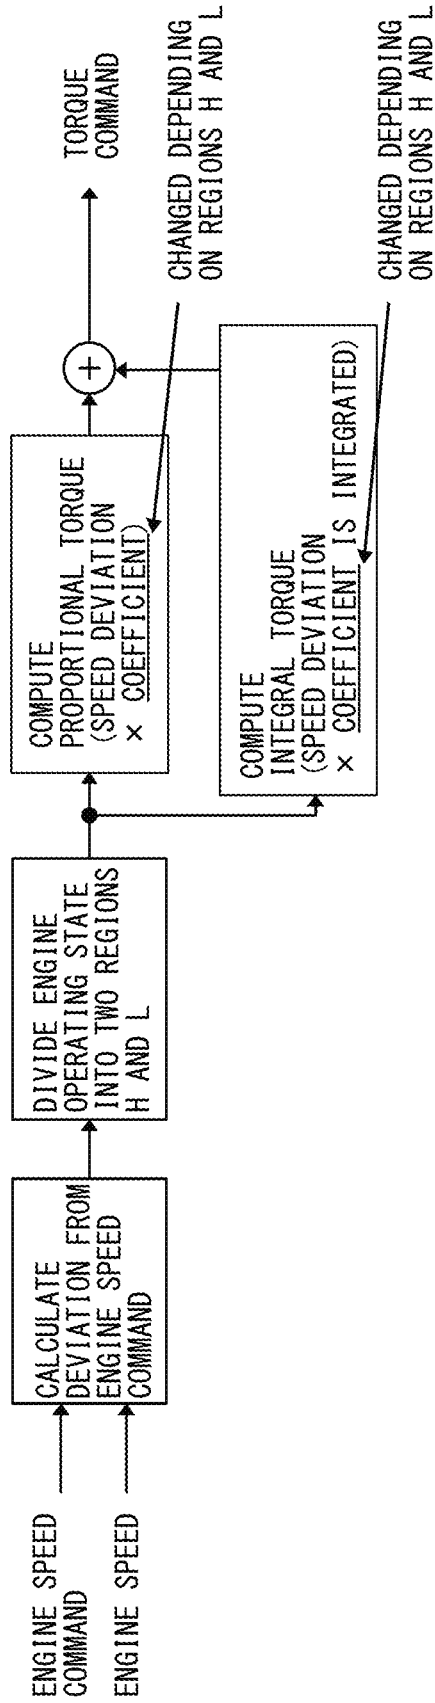 ENGINE SPEED
COMMAND
ENGINE SPEED
CALCULATE
DEVIATION FROM
ENGINE SPEED
COMMAND
DIVIDE ENGINE
OPERATING STATE
INTO TWO REGIONS
H AND L
COMPUTE
PROPORTIONAL TORQUE
(SPEED DEVIATION
× COEFFICIENT)
COMPUTE
INTEGRAL TORQUE
(SPEED DEVIATION
× COEFFICIENT IS INTEGRATED)
+
TORQUE
COMMAND
CHANGED DEPENDING
ON REGIONS H AND L
CHANGED DEPENDING
ON REGIONS H AND L